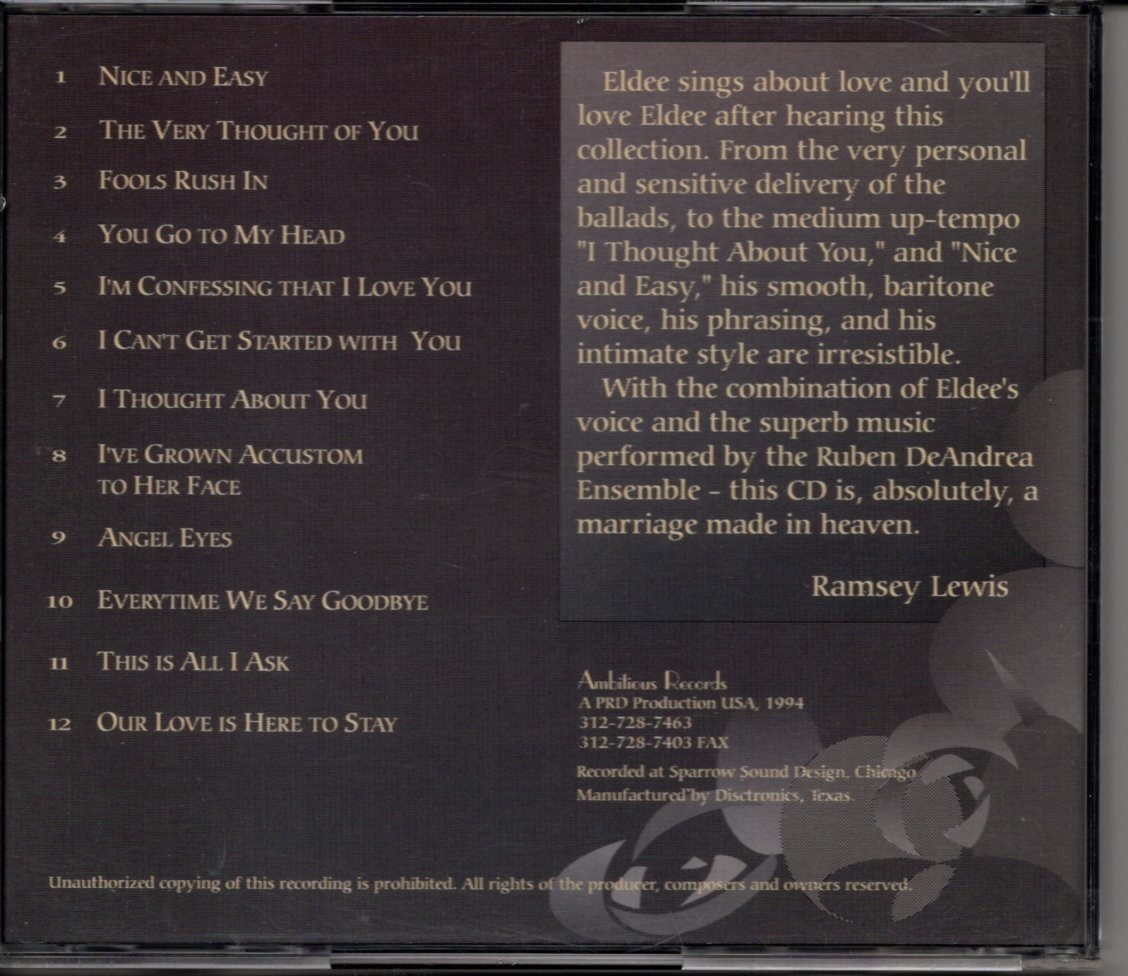 1 NICE AND EASY
2 THE VERY THOUGHT OF YOU
3 FOOLS RUSH IN
4 YOU GO TO MY HEAD
5 I'M CONFESSING THAT I LOVE YOU
6 I CAN'T GET STARTED WITH YOU
7 I THOUGHT ABOUT YOU
8 I'VE GROWN ACCUSTOM
TO HER FACE
9 ANGEL EYES
10 EVERYTIME WE SAY GOODBYE
11 THIS IS ALL I ASK
12 OUR LOVE IS HERE TO STAY
Eldee sings about love and you'll
love Eldee after hearing this
collection. From the very personal
and sensitive delivery of the
ballads, to the medium up-tempo
"I Thought About You," and "Nice
and Easy," his smooth, baritone
voice, his phrasing, and his
intimate style are irresistible.
With the combination of Eldee's
voice and the superb music
performed by the Ruben DeAndrea
Ensemble - this CD is, absolutely, a
marriage made in heaven.
Ramsey Lewis
Ambitious Records
A PRD Production USA, 1994
312-728-7463
312-728-7403 FAX
Recorded at Sparrow Sound Design, Chicago
Manufactured by Disctronics, Texas
Unauthorized copying of this recording is prohibited. All rights of the producer, composers and owners reserved.